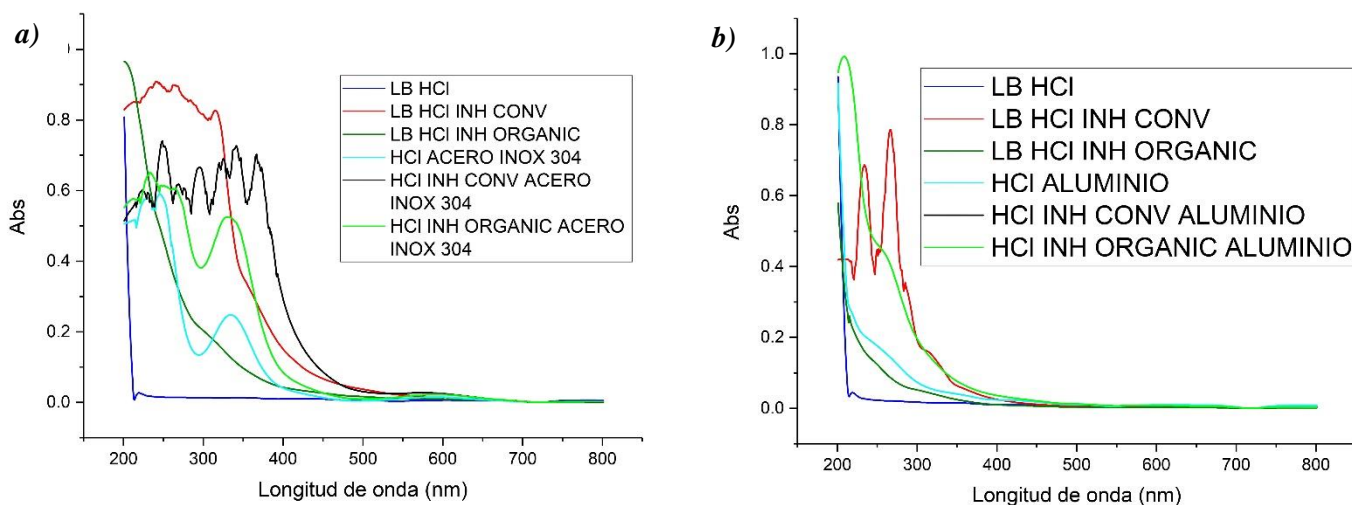 a)
0.8
0.6
0.4
0.2
0.0
Abs
200 300 400 500 600 700 800
Longitud de onda (nm)
LB HCl
LB HCl INH CONV
LB HCl INH ORGANIC
HCl ACERO INOX 304
HCl INH CONV ACERO
INOX 304
HCl INH ORGANIC ACERO
INOX 304
b)
1.0
0.8
0.6
0.4
0.2
0.0
Abs
200 300 400 500 600 700 800
Longitud de onda (nm)
LB HCl
LB HCl INH CONV
LB HCl INH ORGANIC
HCl ALUMINIO
HCl INH CONV ALUMINIO
HCl INH ORGANIC ALUMINIO